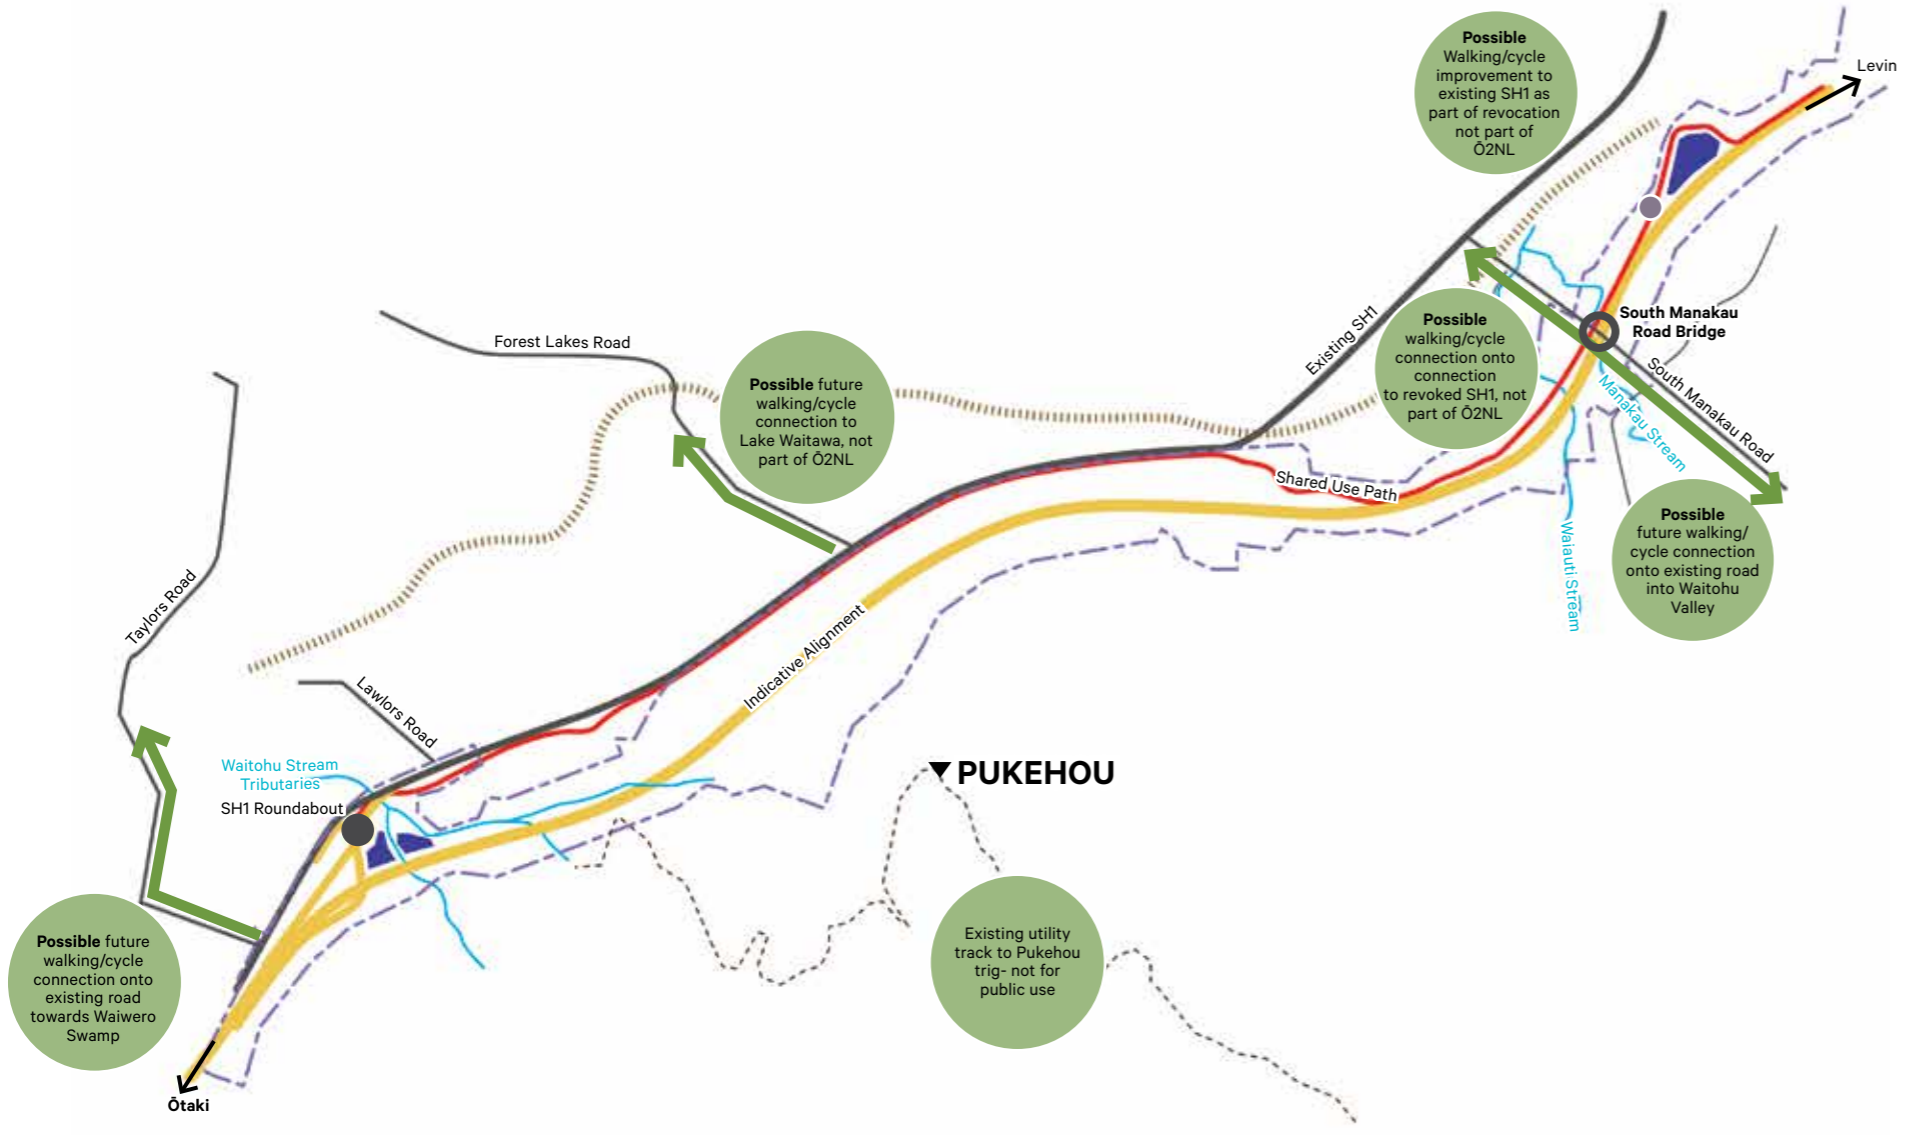 Possible
Walking/cycle
improvement to
existing SH1 as
part of revocation
not part of
Ō2NL
Levin
Existing SH1
South Manakau
Road Bridge
Possible
walking/cycle
connection onto
connection
to revoked SH1, not
part of Ō2NL
South Manakau Road
Manakau Stream
Forest Lakes Road
Possible future
walking/cycle
connection to
Lake Waitawa, not
part of Ō2NL
Shared Use Path
Possible
future walking/
cycle connection
onto existing road
into Waitohu
Valley
Waiauti Stream
Taylors Road
Indicative Alignment
Lawlors Road
Waitohu Stream
Tributaries
SH1 Roundabout
PUKEHOU
Existing utility
track to Pukehou
trig- not for
public use
Possible future
walking/cycle
connection onto
existing road
towards Waiwero
Swamp
Ōtaki